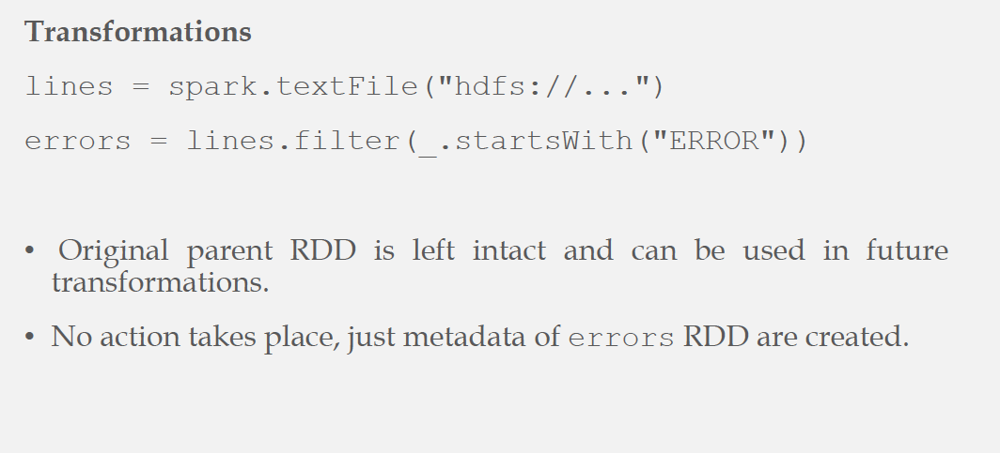 Transformations
lines = spark.textFile("hdfs://...")
errors = lines.filter(_.startsWith("ERROR"))
• Original parent RDD is left intact and can be used in future
transformations.
• No action takes place, just metadata of errors RDD are created.